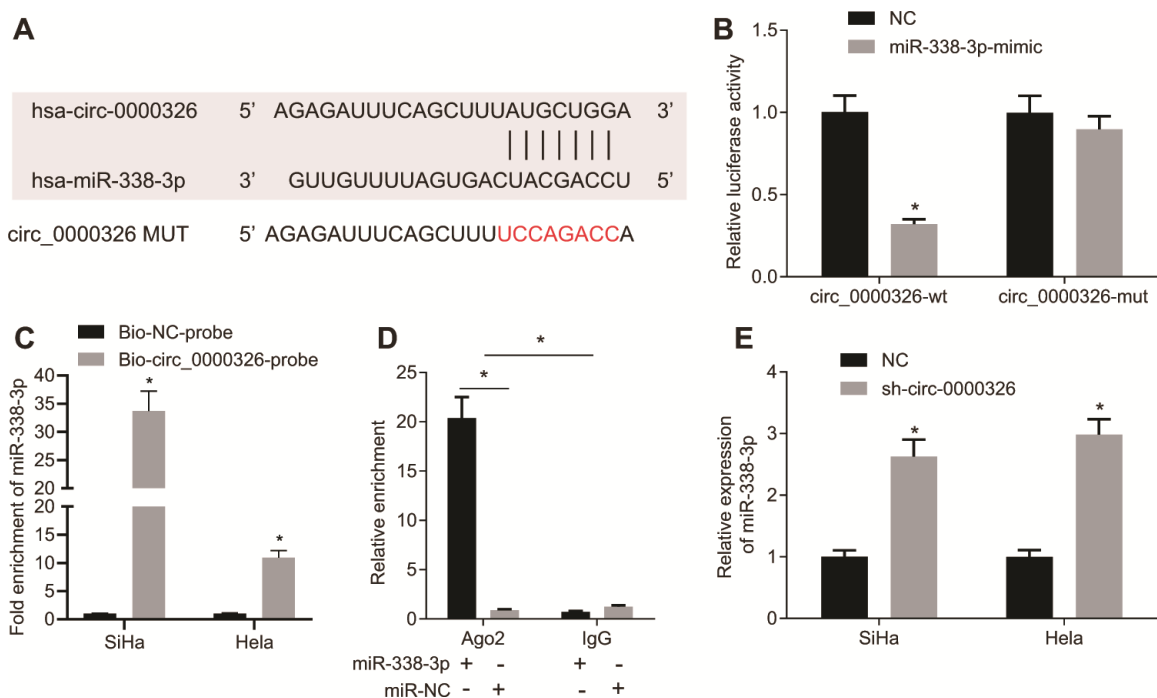 A
hsa-circ-0000326 5’ AGAGAUUUCAGCUUUAUGCUGGA 3’
hsa-miR-338-3p 3’ GUUGUUUUAGUGACUACGACCU 5’
circ_0000326 MUT 5’ AGAGAUUUCAGCUUUUCCAGACCA
B
NC
miR-338-3p-mimic
Relative luciferase activity
1.5
1.0
0.5
0.0
circ_0000326-wt circ_0000326-mut
*
C
Bio-NC-probe
Bio-circ_0000326-probe
Fold enrichment of miR-338-3p
40
35
30
25
20
20
15
10
5
0
*
*
SiHa Hela
D
Relative enrichment
25
20
15
10
5
0
*
*
Ago2 IgG
miR-338-3p + - + -
miR-NC - + - +
E
NC
sh-circ-0000326
Relative expression
of miR-338-3p
4
3
2
1
0
*
*
SiHa Hela